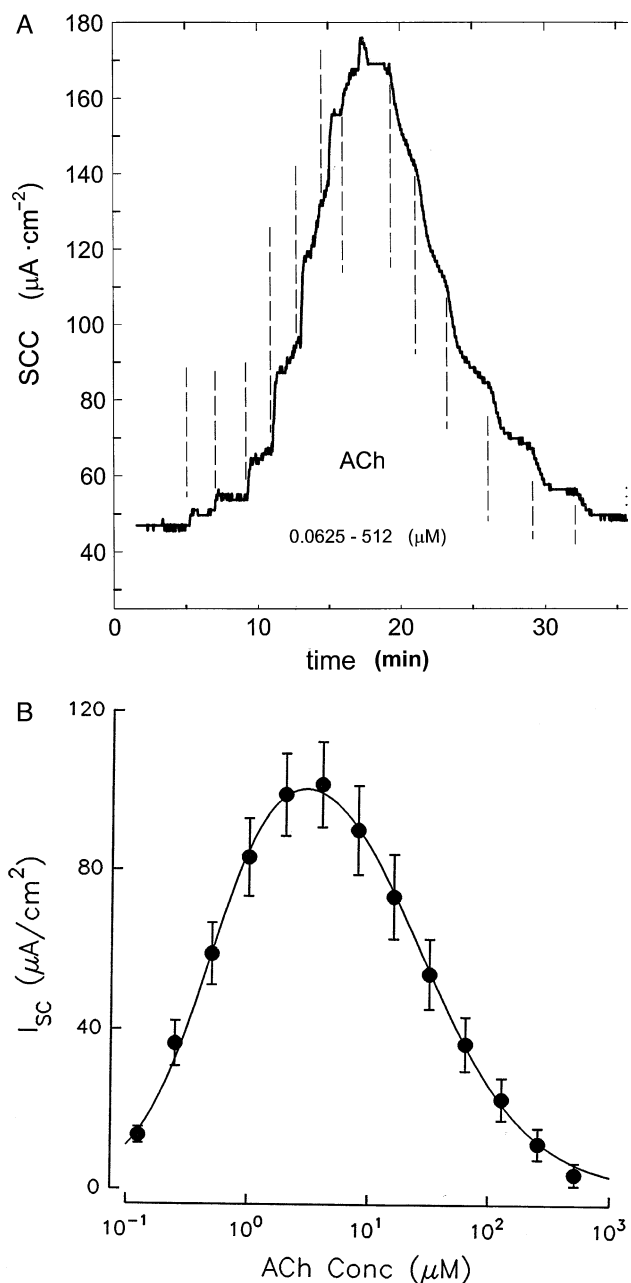 A
180
160
140
120
100
80
60
40
SCC (µA·cm⁻²)
ACh
0.0625 - 512 (µM)
0 10 20 30
time (min)
B
120
80
40
0
I_SC (µA/cm²)
10⁻¹ 10⁰ 10¹ 10² 10³
ACh Conc (µM)